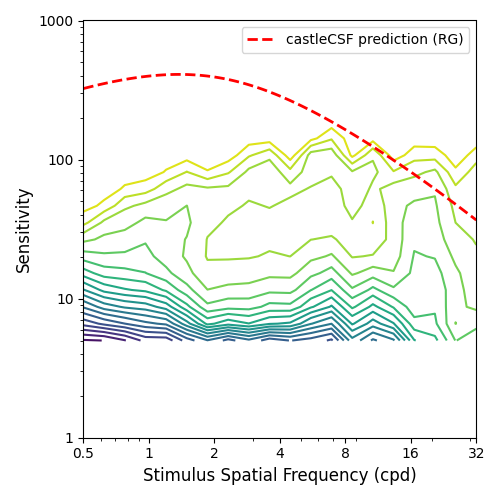 1000
castleCSF prediction (RG)
100
Sensitivity
10
1
0.5 1 2 4 8 16 32
Stimulus Spatial Frequency (cpd)